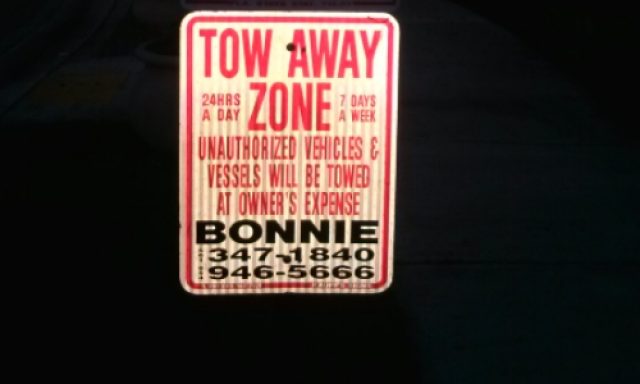 TOW AWAY
24HRS A DAY ZONE 7 DAYS A WEEK
UNAUTHORIZED VEHICLES &
VESSELS WILL BE TOWED
AT OWNER'S EXPENSE
BONNIE
347-1840
946-5666